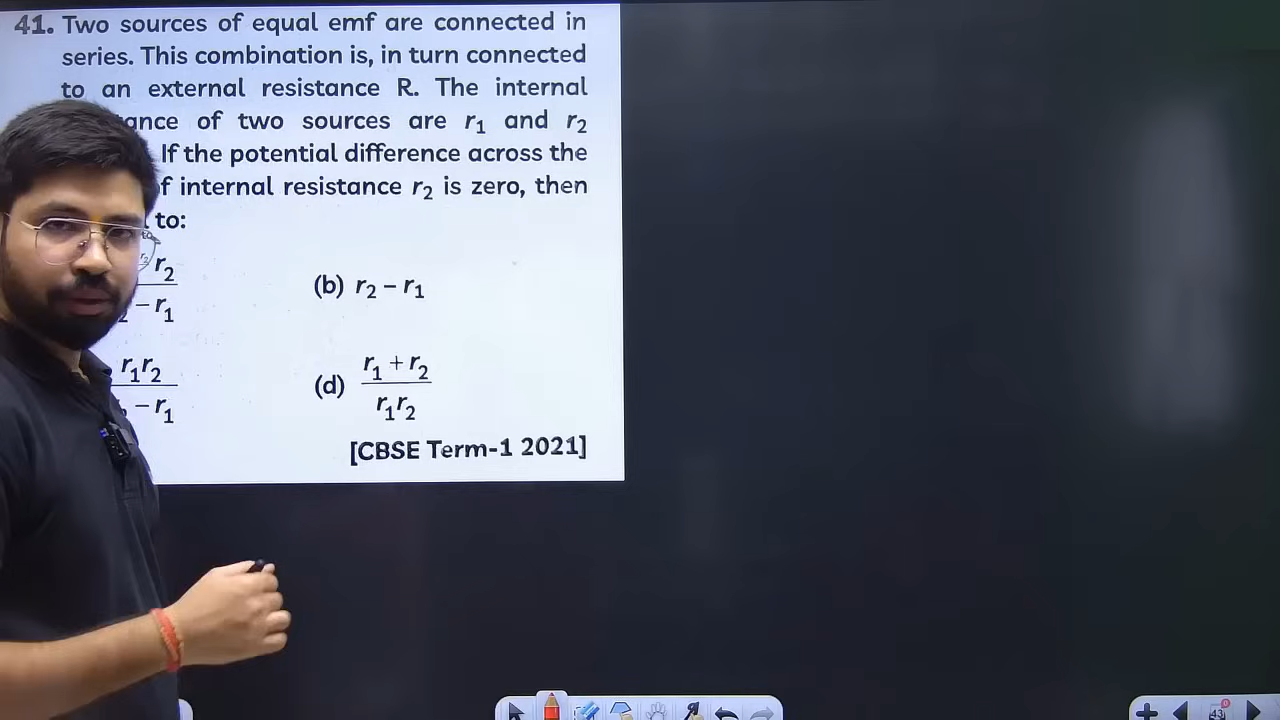 41. Two sources of equal emf are connected in
series. This combination is, in turn connected
to an external resistance R. The internal
of two sources are r₁ and r₂
If the potential difference across the
internal resistance r₂ is zero, then
to:
r₂
– r₁
(b) r₂ – r₁
r₁r₂
– r₁
(d) r₁ + r₂
r₁r₂
[CBSE Term-1 2021]
43